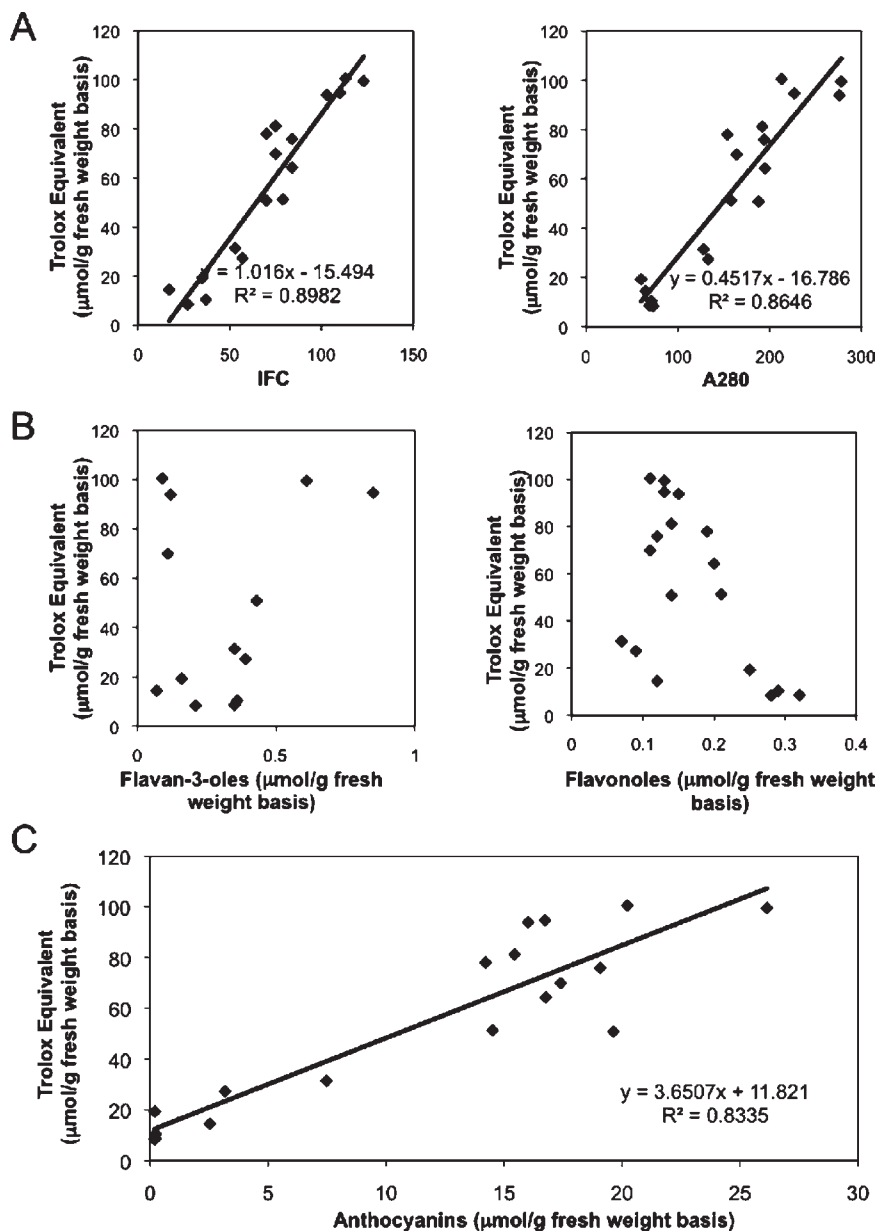 A
Trolox Equivalent
(μmol/g fresh weight basis)
120
100
80
60
40
20
0
= 1.016x - 15.494
R² = 0.8982
0
50
100
150
IFC
Trolox Equivalent
(μmol/g fresh weight basis)
120
100
80
60
40
20
0
y = 0.4517x - 16.786
R² = 0.8646
0
100
200
300
A280
B
Trolox Equivalent
(μmol/g fresh weight basis)
120
100
80
60
40
20
0
0
0.5
1
Flavan-3-oles (μmol/g fresh
weight basis)
Trolox Equivalent
(μmol/g fresh weight basis)
120
100
80
60
40
20
0
0
0.1
0.2
0.3
0.4
Flavonoles (μmol/g fresh weight
basis)
C
Trolox Equivalent
(μmol/g fresh weight basis)
120
100
80
60
40
20
0
y = 3.6507x + 11.821
R² = 0.8335
0
5
10
15
20
25
30
Anthocyanins (μmol/g fresh weight basis)